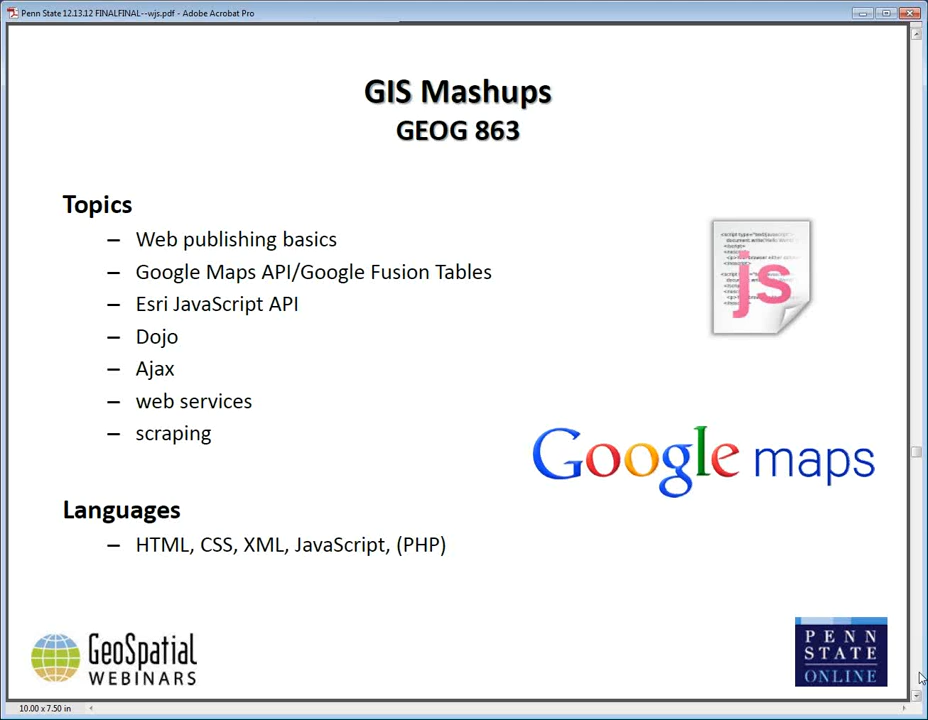 Penn State 12.13.12 FINALFINAL--wjs.pdf - Adobe Acrobat Pro
GIS Mashups
GEOG 863
Topics
– Web publishing basics
– Google Maps API/Google Fusion Tables
– Esri JavaScript API
– Dojo
– Ajax
– web services
– scraping
js
Google maps
Languages
– HTML, CSS, XML, JavaScript, (PHP)
GeoSpatial
WEBINARS
PENN
STATE
ONLINE
10.00 x 7.50 in